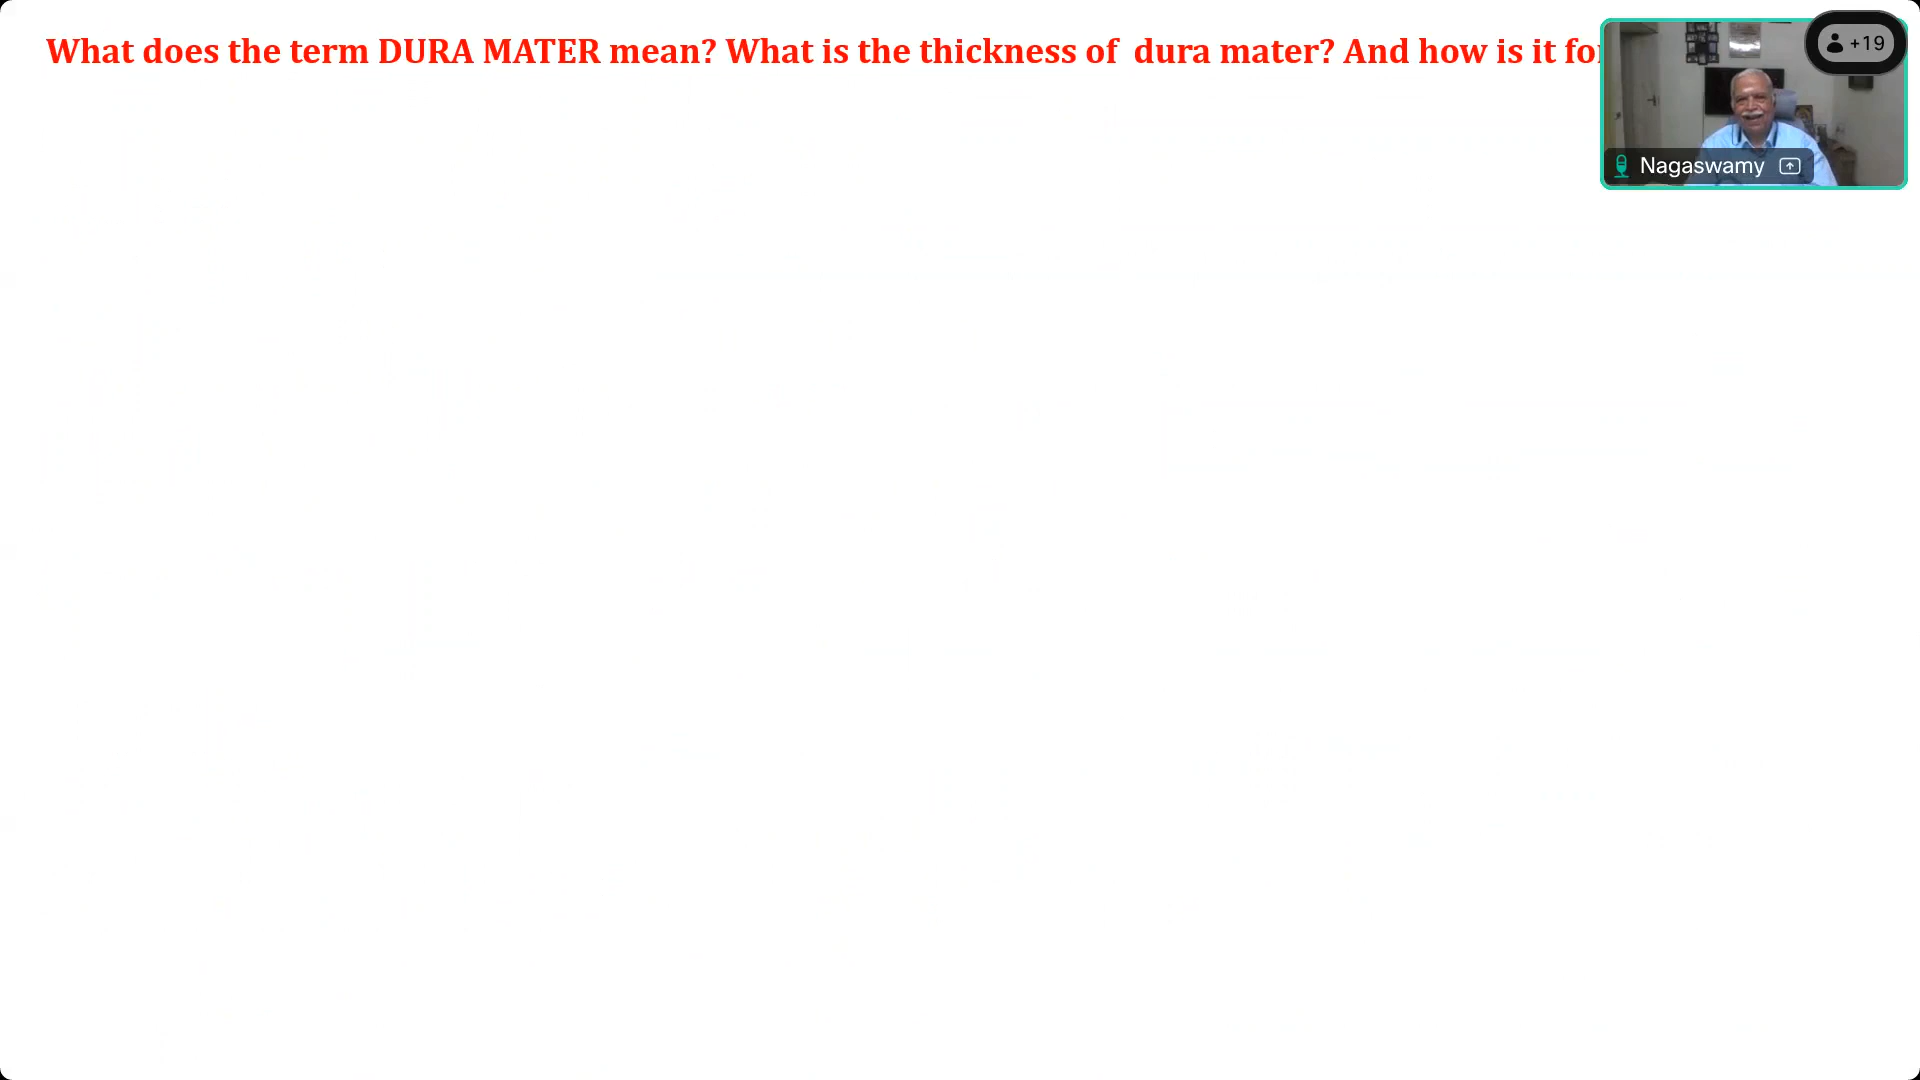 What does the term DURA MATER mean? What is the thickness of dura mater? And how is it
+19
Nagaswamy